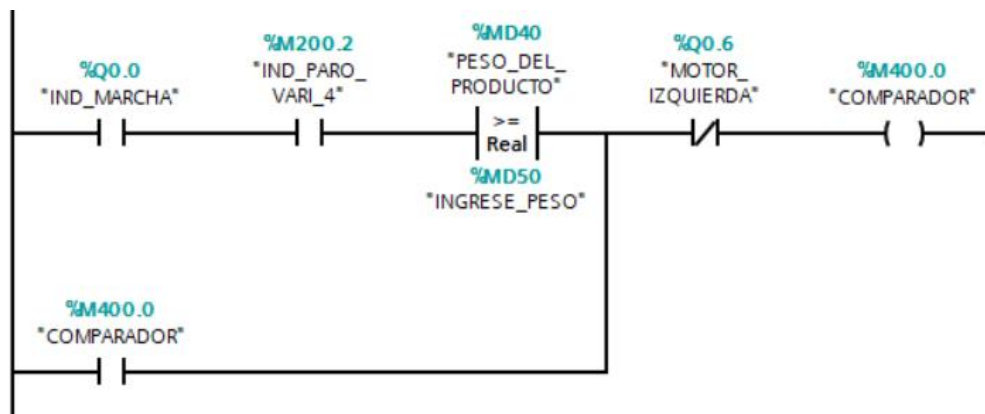 %Q0.0
"IND_MARCHA"
%M200.2
"IND_PARO_
VARI_4"
%MD40
"PESO_DEL_
PRODUCTO"
>=
Real
%MD50
"INGRESE_PESO"
%Q0.6
"MOTOR_
IZQUIERDA"
%M400.0
"COMPARADOR"
%M400.0
"COMPARADOR"